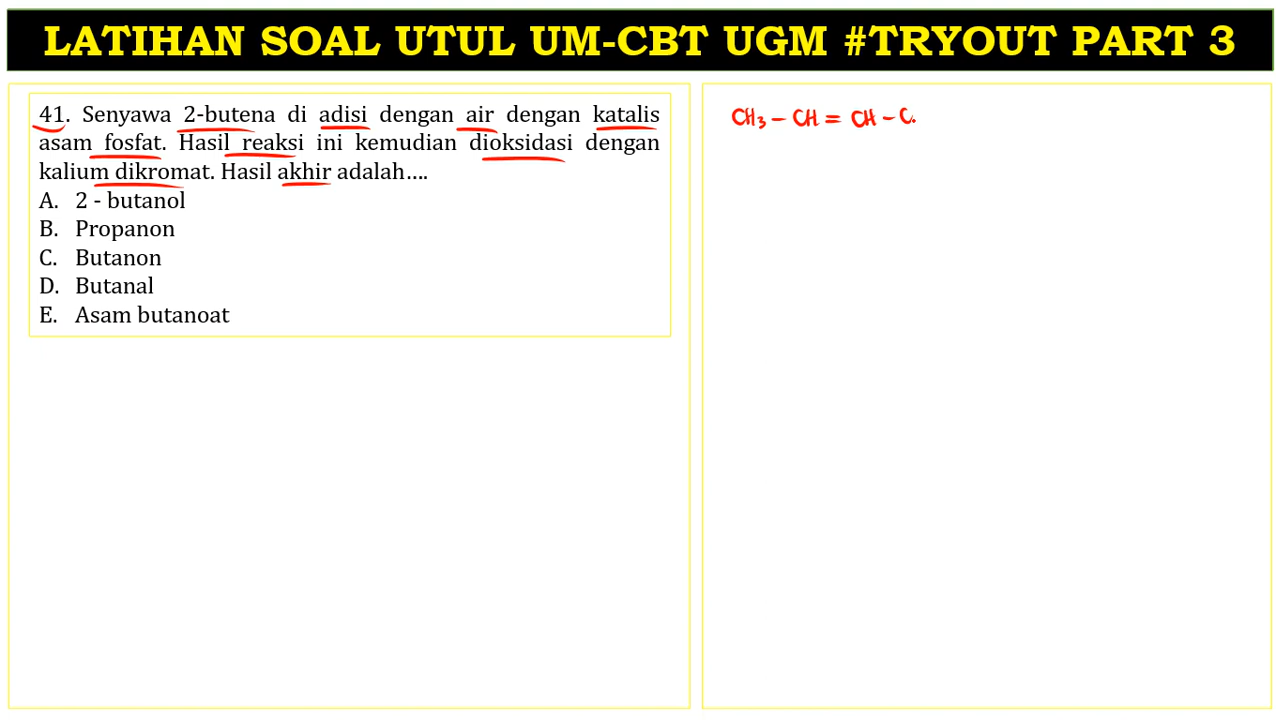 LATIHAN SOAL UTUL UM-CBT UGM #TRYOUT PART 3
41. Senyawa 2-butena di adisi dengan air dengan katalis
asam fosfat. Hasil reaksi ini kemudian dioksidasi dengan
kalium dikromat. Hasil akhir adalah....
A. 2 - butanol
B. Propanon
C. Butanon
D. Butanal
E. Asam butanoat
CH₃ - CH = CH - C